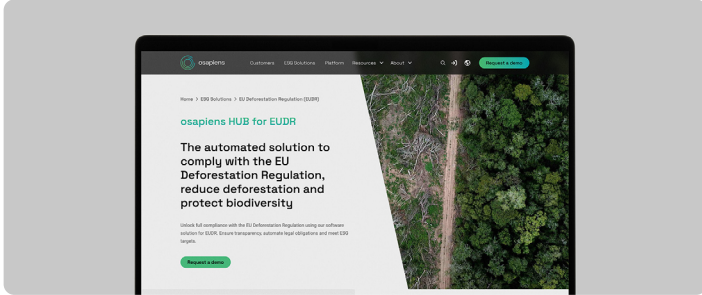 osapiens
Customers ESG Solutions Platform Resources About Request a demo
Home > ESG Solutions > EU Deforestation Regulation (EUDR)
osapiens HUB for EUDR
The automated solution to
comply with the EU
Deforestation Regulation,
reduce deforestation and
protect biodiversity
Unlock full compliance with the EU Deforestation Regulation using our software
solution for EUDR. Ensure transparency, automate legal obligations and meet ESG
targets.
Request a demo